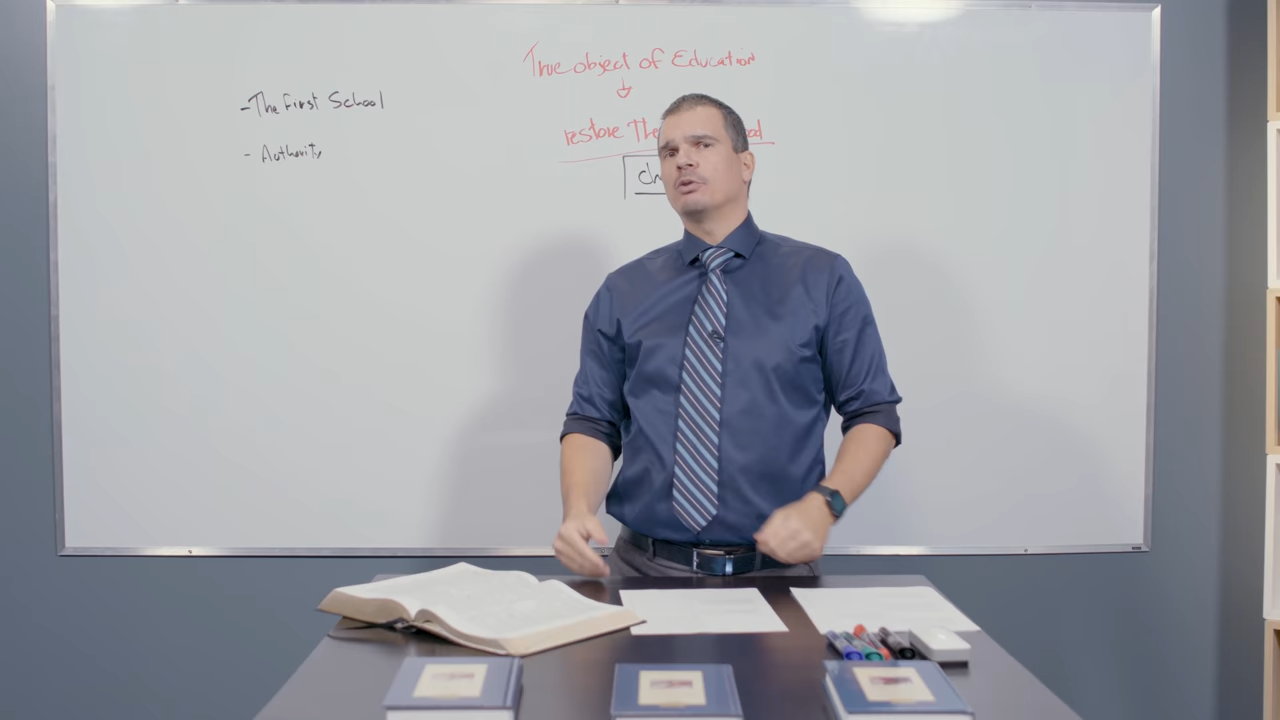 True object of Education
- The First School
restore The
- Authority